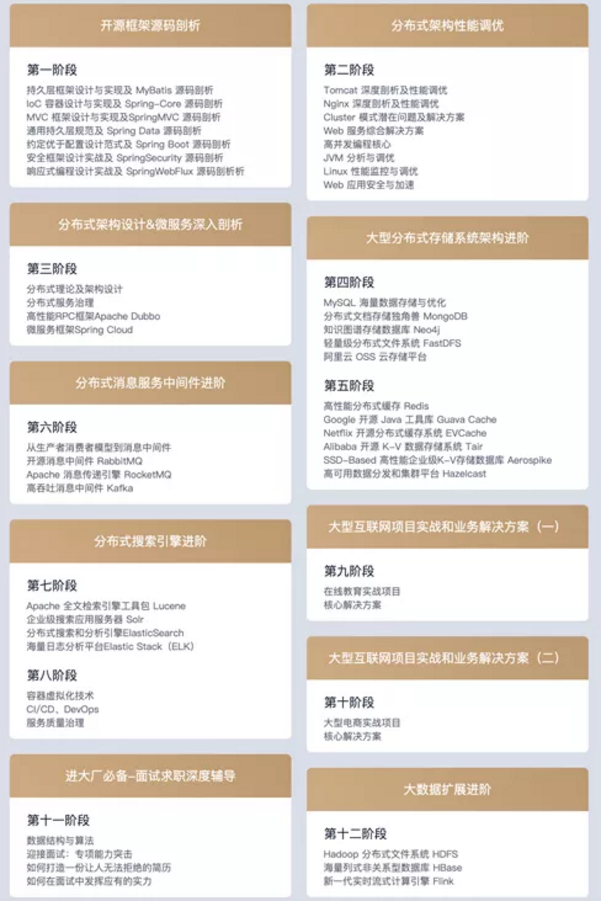 开源框架源码剖析
第一阶段
持久层框架设计与实现及 MyBatis 源码剖析
IoC 容器设计与实现及 Spring-Core 源码剖析
MVC 框架设计与实现及SpringMVC 源码剖析
通用持久层规范及 Spring Data 源码剖析
约定优于配置设计范式及 Spring Boot 源码剖析
安全框架设计实战及 SpringSecurity 源码剖析
响应式编程设计实战及 SpringWebFlux 源码剖析析
分布式架构性能调优
第二阶段
Tomcat 深度剖析及性能调优
Nginx 深度剖析及性能调优
Cluster 模式潜在问题及解决方案
Web 服务综合解决方案
高并发编程核心
JVM 分析与调优
Linux 性能监控与调优
Web 应用安全与加速
分布式架构设计&微服务深入剖析
第三阶段
分布式理论及架构设计
分布式服务治理
高性能RPC框架Apache Dubbo
微服务框架Spring Cloud
大型分布式存储系统架构进阶
第四阶段
MySQL 海量数据存储与优化
分布式文档存储独角兽 MongoDB
知识图谱存储数据库 Neo4j
轻量级分布式文件系统 FastDFS
阿里云 OSS 云存储平台
第五阶段
高性能分布式缓存 Redis
Google 开源 Java 工具库 Guava Cache
Netflix 开源分布式缓存系统 EVCache
Alibaba 开源 K-V 数据存储系统 Tair
SSD-Based 高性能企业级K-V存储数据库 Aerospike
高可用数据分发和集群平台 Hazelcast
分布式消息服务中间件进阶
第六阶段
从生产者消费者模型到消息中间件
开源消息中间件 RabbitMQ
Apache 消息传递引擎 RocketMQ
高吞吐消息中间件 Kafka
分布式搜索引擎进阶
第七阶段
Apache 全文检索引擎工具包 Lucene
企业级搜索应用服务器 Solr
分布式搜索和分析引擎ElasticSearch
海量日志分析平台Elastic Stack（ELK）
第八阶段
容器虚拟化技术
CI/CD、DevOps
服务质量治理
大型互联网项目实战和业务解决方案（一）
第九阶段
在线教育实战项目
核心解决方案
大型互联网项目实战和业务解决方案（二）
第十阶段
大型电商实战项目
核心解决方案
进大厂必备-面试求职深度辅导
第十一阶段
数据结构与算法
迎接面试：专项能力突击
如何打造一份让人无法拒绝的简历
如何在面试中发挥应有的实力
大数据扩展进阶
第十二阶段
Hadoop 分布式文件系统 HDFS
海量列式非关系型数据库 HBase
新一代实时流式计算引擎 Flink